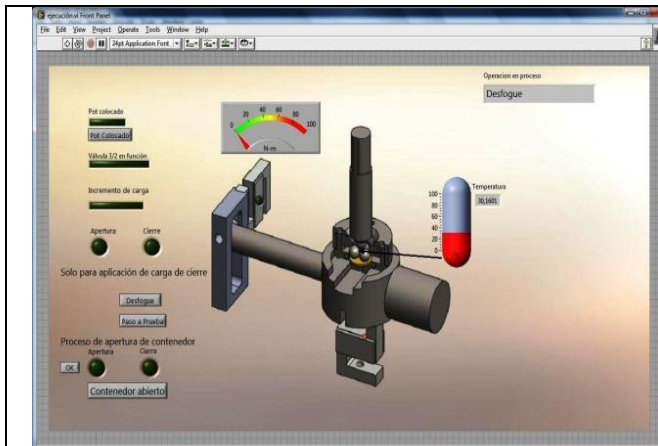 ejecución.vi Front Panel
File Edit View Project Operate Tools Window Help
24pt Application Font
Operacion en proceso
Desfogue
Pot colocado
Pot Colocado
Válvula 3/2 en función
Incremento de carga
Apertura Cierre
Solo para aplicación de carga de cierre
Desfogue
Paso a Prueba
Proceso de apertura de contenedor
Apertura Cierre
OK
Contenedor abierto
0 20 40 60 80 100
N-m
100
80
60
40
20
0
Temperatura
30,1601